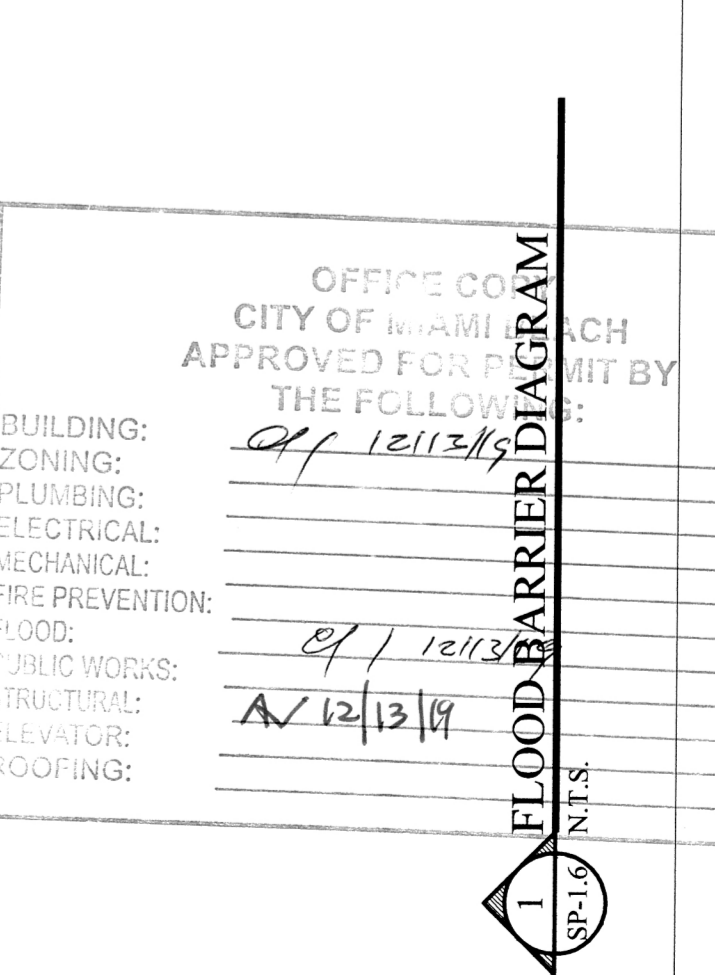 OFFICE COPY
CITY OF MIAMI BEACH
APPROVED FOR PERMIT BY
THE FOLLOWING:
BUILDING: 12/13/19
ZONING:
PLUMBING:
ELECTRICAL:
MECHANICAL:
FIRE PREVENTION:
FLOOD: 12/13/19
PUBLIC WORKS:
STRUCTURAL: AV 12/13/19
ELEVATOR:
ROOFING:
FLOOD BARRIER DIAGRAM
N.T.S.
1
SP-1.6